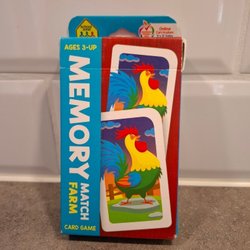 AGES 3-UP
MEMORY
MATCH
FARM
CARD GAME